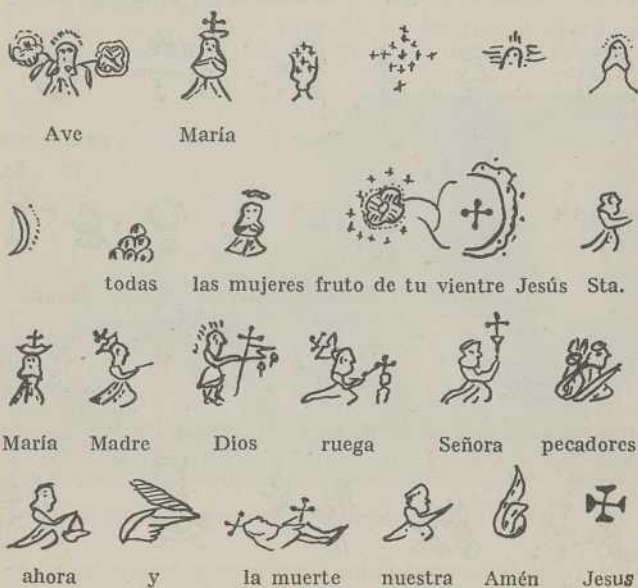 Ave María
todas las mujeres fruto de tu vientre Jesús Sta.
María Madre Dios ruega Señora pecadores
ahora y la muerte nuestra Amén Jesus